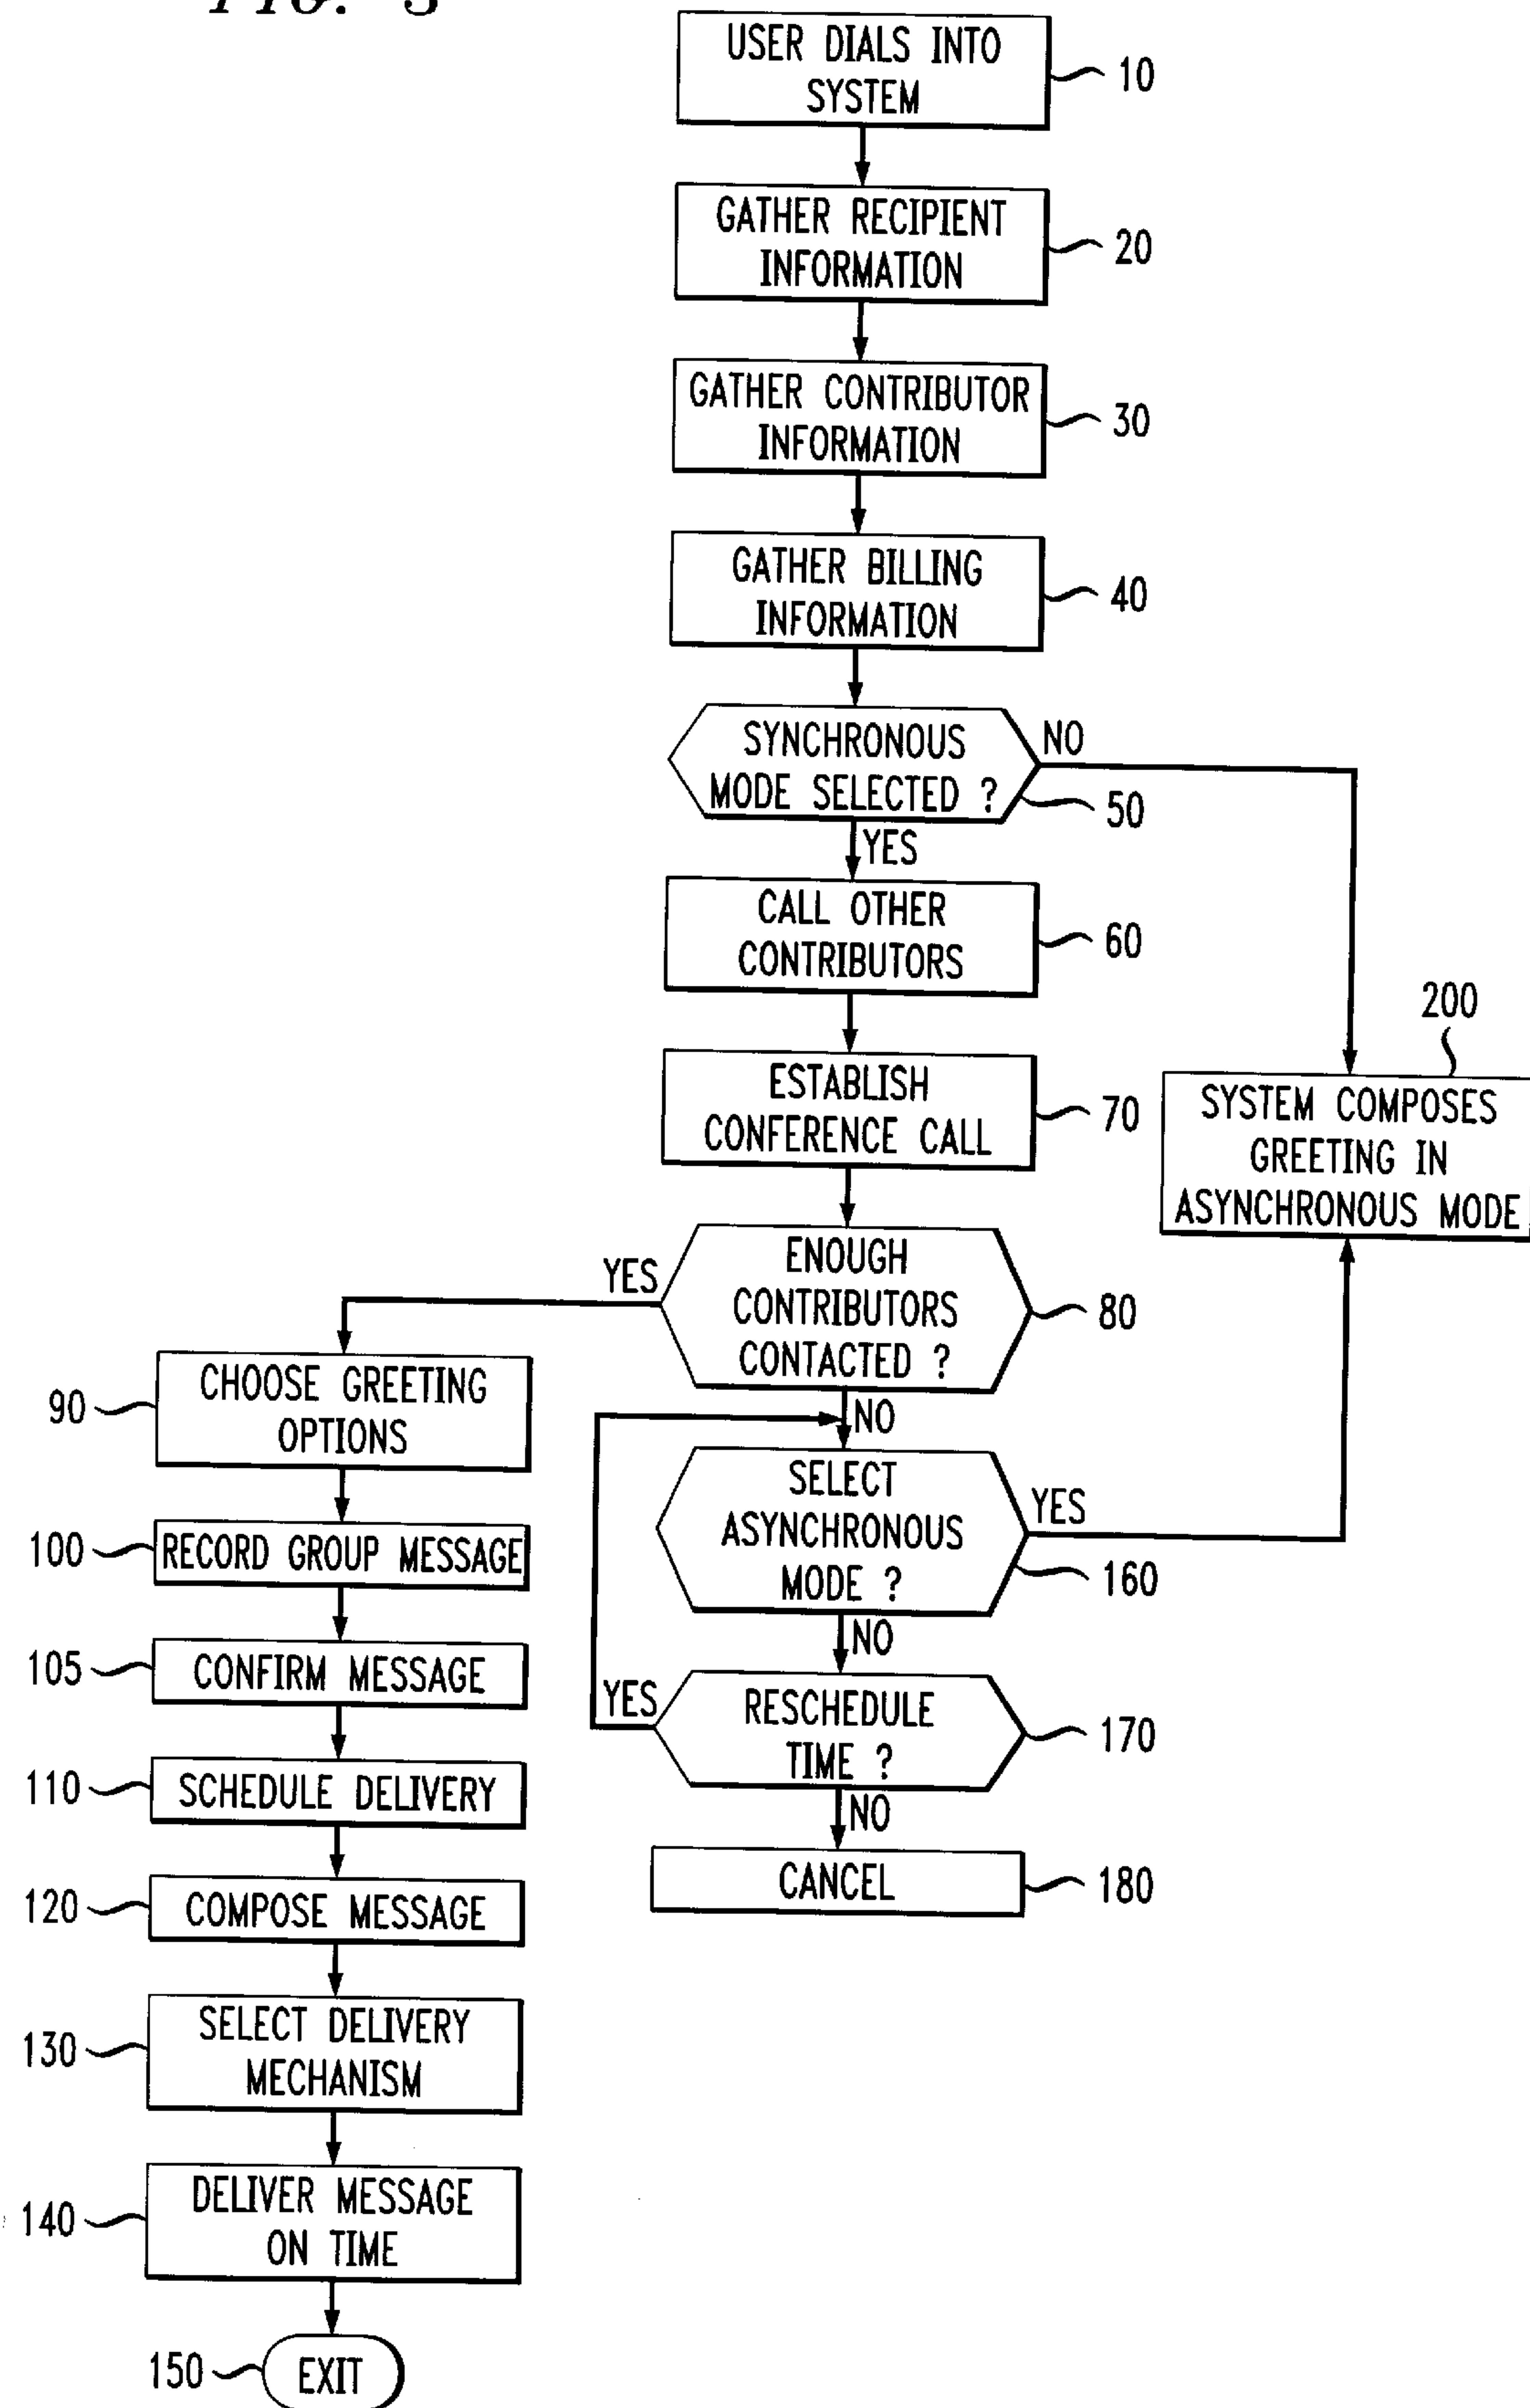 FIG. 3
USER DIALS INTO
SYSTEM
10
GATHER RECIPIENT
INFORMATION
20
GATHER CONTRIBUTOR
INFORMATION
30
GATHER BILLING
INFORMATION
40
SYNCHRONOUS
MODE SELECTED ?
NO
50
YES
CALL OTHER
CONTRIBUTORS
60
ESTABLISH
CONFERENCE CALL
70
200
SYSTEM COMPOSES
GREETING IN
ASYNCHRONOUS MODE
ENOUGH
CONTRIBUTORS
CONTACTED ?
YES
80
NO
SELECT
ASYNCHRONOUS
MODE ?
YES
160
NO
RESCHEDULE
TIME ?
YES
170
NO
CANCEL
180
CHOOSE GREETING
OPTIONS
90
RECORD GROUP MESSAGE
100
CONFIRM MESSAGE
105
SCHEDULE DELIVERY
110
COMPOSE MESSAGE
120
SELECT DELIVERY
MECHANISM
130
DELIVER MESSAGE
ON TIME
140
EXIT
150